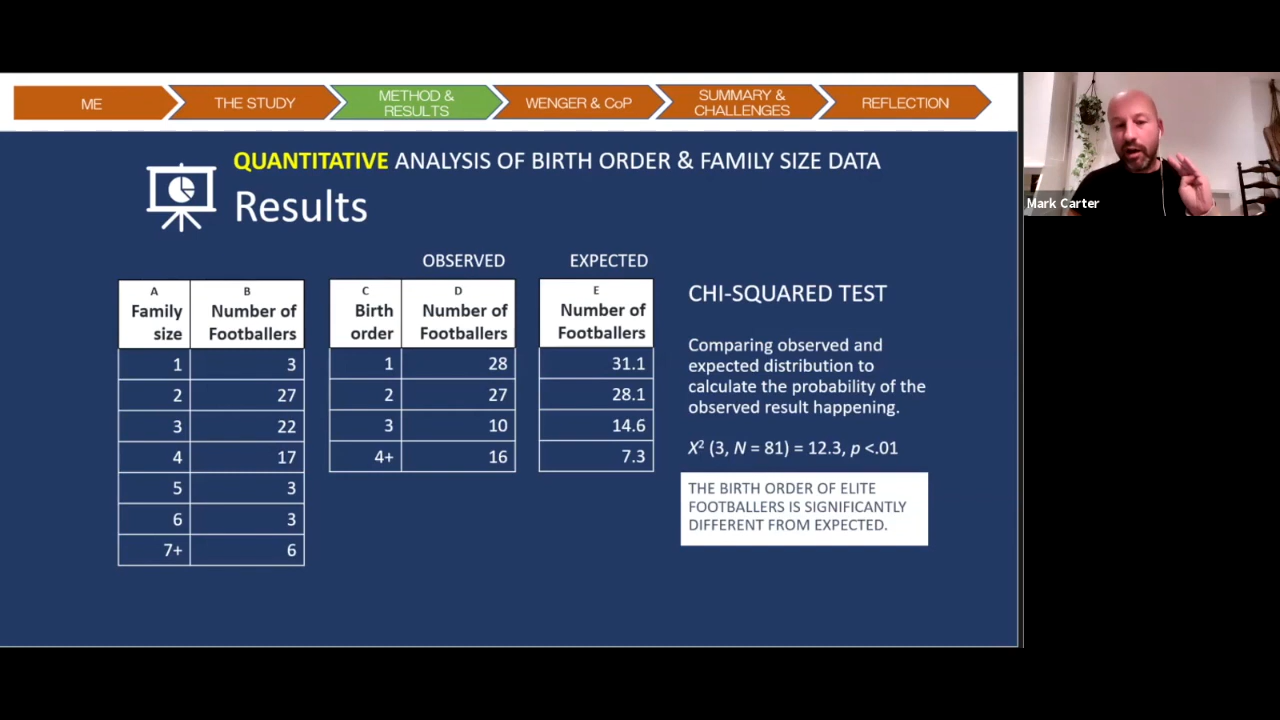 ME
THE STUDY
METHOD &
RESULTS
WENGER & CoP
SUMMARY &
CHALLENGES
REFLECTION
QUANTITATIVE ANALYSIS OF BIRTH ORDER & FAMILY SIZE DATA
Results
OBSERVED
EXPECTED
A
Family
size
B
Number of
Footballers
1 3
2 27
3 22
4 17
5 3
6 3
7+ 6
C
Birth
order
D
Number of
Footballers
1 28
2 27
3 10
4+ 16
E
Number of
Footballers
31.1
28.1
14.6
7.3
CHI-SQUARED TEST
Comparing observed and
expected distribution to
calculate the probability of the
observed result happening.
X² (3, N = 81) = 12.3, p <.01
THE BIRTH ORDER OF ELITE
FOOTBALLERS IS SIGNIFICANTLY
DIFFERENT FROM EXPECTED.
Mark Carter